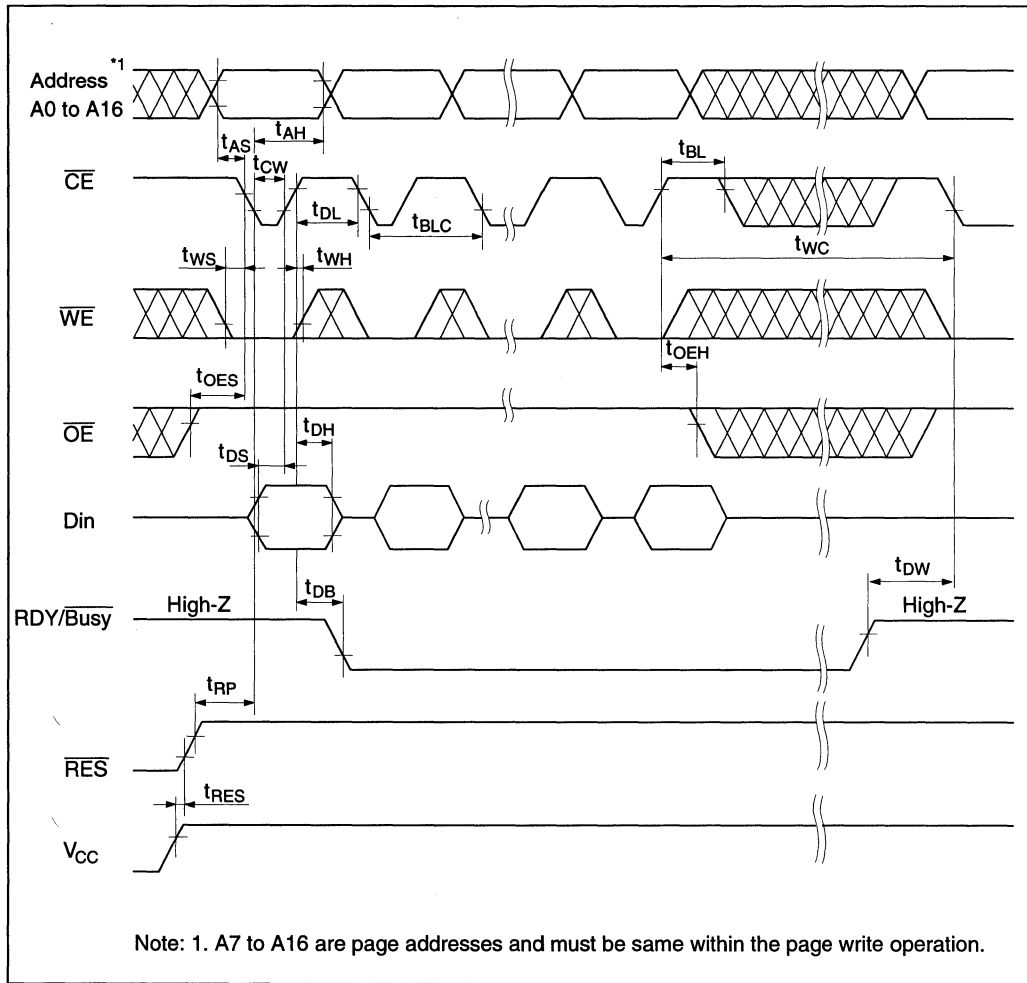 Address *1
A0 to A16
tAS
tAH
tCW
tBL
CE
tDL
tBLC
tWC
tWS
tWH
WE
tOEH
tOES
OE
tDH
tDS
Din
tDW
tDB
RDY/Busy
High-Z
High-Z
tRP
RES
tRES
VCC
Note: 1. A7 to A16 are page addresses and must be same within the page write operation.